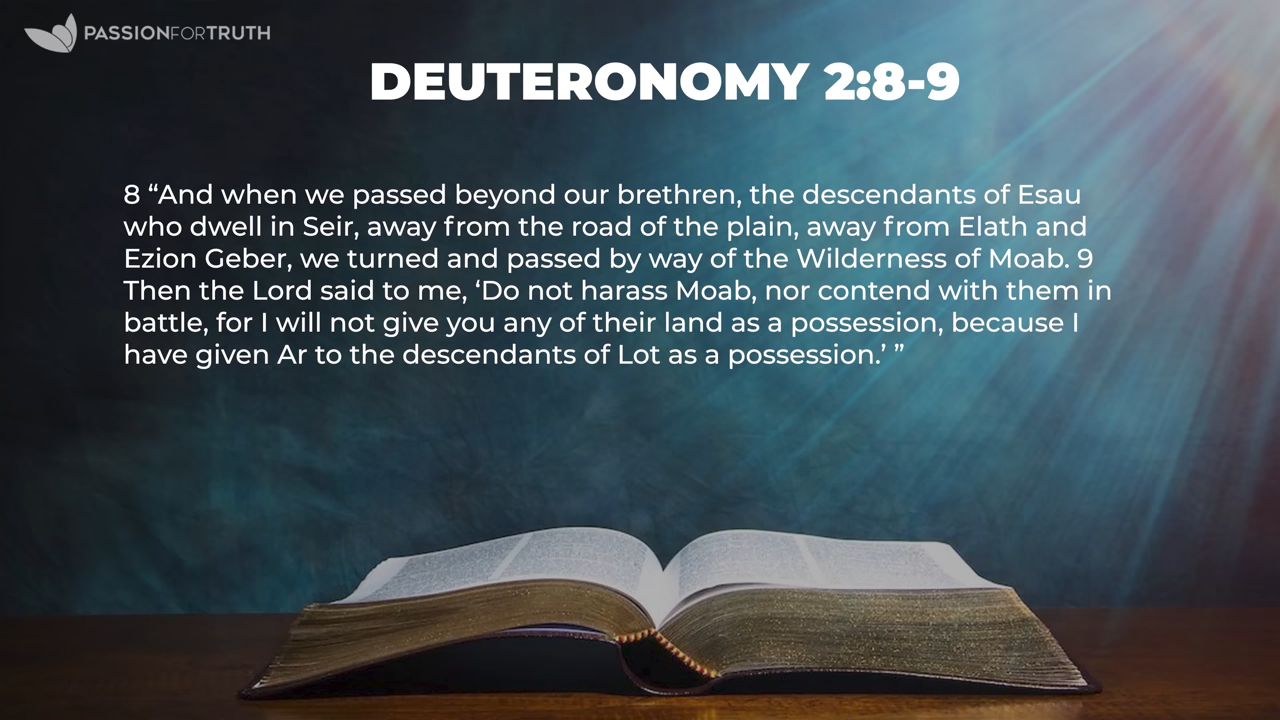 PASSIONFORTRUTH
DEUTERONOMY 2:8-9
8 “And when we passed beyond our brethren, the descendants of Esau
who dwell in Seir, away from the road of the plain, away from Elath and
Ezion Geber, we turned and passed by way of the Wilderness of Moab. 9
Then the Lord said to me, ‘Do not harass Moab, nor contend with them in
battle, for I will not give you any of their land as a possession, because I
have given Ar to the descendants of Lot as a possession.’ ”